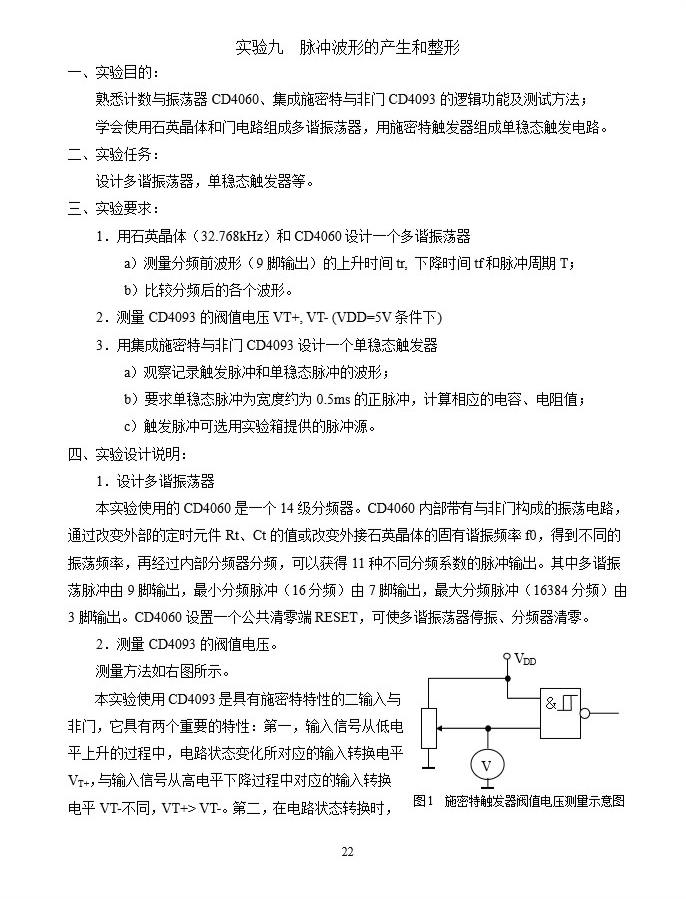 实验九　脉冲波形的产生和整形
一、实验目的：
熟悉计数与振荡器 CD4060、集成施密特与非门 CD4093 的逻辑功能及测试方法；
学会使用石英晶体和门电路组成多谐振荡器，用施密特触发器组成单稳态触发电路。
二、实验任务：
设计多谐振荡器，单稳态触发器等。
三、实验要求：
1．用石英晶体（32.768kHz）和 CD4060 设计一个多谐振荡器
a）测量分频前波形（9 脚输出）的上升时间 tr, 下降时间 tf 和脉冲周期 T；
b）比较分频后的各个波形。
2．测量 CD4093 的阀值电压 VT+, VT- (VDD=5V 条件下)
3．用集成施密特与非门 CD4093 设计一个单稳态触发器
a）观察记录触发脉冲和单稳态脉冲的波形；
b）要求单稳态脉冲为宽度约为 0.5ms 的正脉冲，计算相应的电容、电阻值；
c）触发脉冲可选用实验箱提供的脉冲源。
四、实验设计说明：
1．设计多谐振荡器
本实验使用的 CD4060 是一个 14 级分频器。CD4060 内部带有与非门构成的振荡电路，
通过改变外部的定时元件 Rt、Ct 的值或改变外接石英晶体的固有谐振频率 f0，得到不同的
振荡频率，再经过内部分频器分频，可以获得 11 种不同分频系数的脉冲输出。其中多谐振
荡脉冲由 9 脚输出，最小分频脉冲（16 分频）由 7 脚输出，最大分频脉冲（16384 分频）由
3 脚输出。CD4060 设置一个公共清零端 RESET，可使多谐振荡器停振、分频器清零。
2．测量 CD4093 的阀值电压。
测量方法如右图所示。
本实验使用 CD4093 是具有施密特特性的二输入与
非门，它具有两个重要的特性：第一，输入信号从低电
平上升的过程中，电路状态变化所对应的输入转换电平
VT+，与输入信号从高电平下降过程中对应的输入转换
电平 VT-不同，VT+> VT-。第二，在电路状态转换时，
VDD
&
V
图 1　施密特触发器阀值电压测量示意图
22